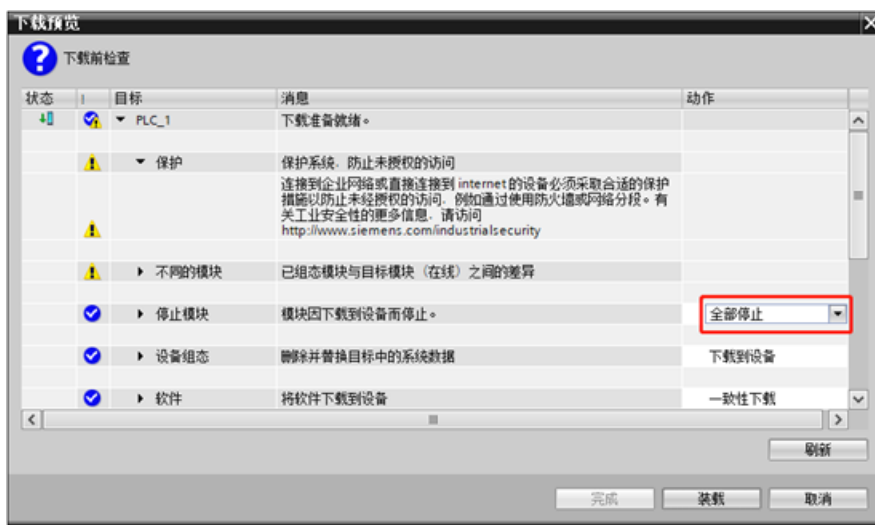 下载预览
下载前检查
状态 ! 目标 消息 动作
PLC_1 下载准备就绪。
保护 保护系统，防止未授权的访问
连接到企业网络或直接连接到 internet 的设备必须采取合适的保护
措施以防止未经授权的访问，例如通过使用防火墙或网络分段。有
关工业安全性的更多信息，请访问
http://www.siemens.com/industrialsecurity
不同的模块 已组态模块与目标模块（在线）之间的差异
停止模块 模块因下载到设备而停止。 全部停止
设备组态 删除并替换目标中的系统数据 下载到设备
软件 将软件下载到设备 一致性下载
刷新
完成 装载 取消